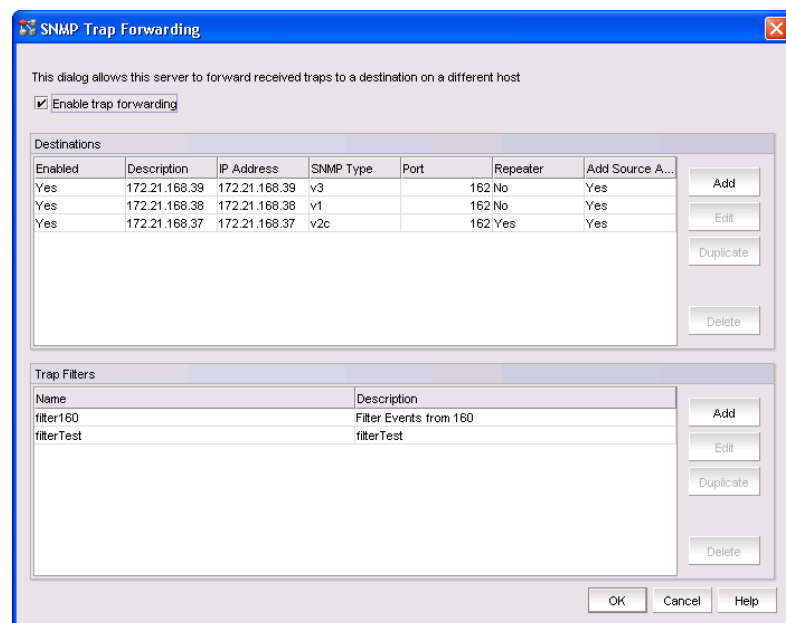 SNMP Trap Forwarding
This dialog allows this server to forward received traps to a destination on a different host
Enable trap forwarding
Destinations
Enabled Description IP Address SNMP Type Port Repeater Add Source A...
Yes 172.21.168.39 172.21.168.39 v3 162 No Yes
Yes 172.21.168.38 172.21.168.38 v1 162 No Yes
Yes 172.21.168.37 172.21.168.37 v2c 162 Yes Yes
Add
Edit
Duplicate
Delete
Trap Filters
Name Description
filter160 Filter Events from 160
filterTest filterTest
Add
Edit
Duplicate
Delete
OK Cancel Help